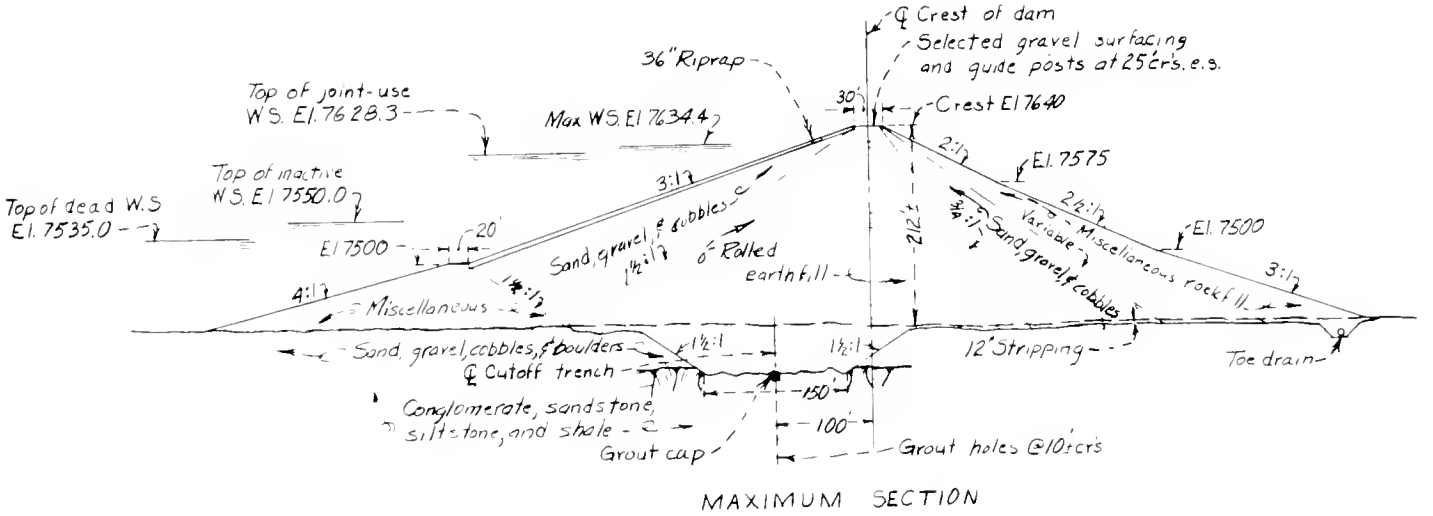 ℄ Crest of dam
Selected gravel surfacing
and guide posts at 25'cr's.e.s.
36" Riprap
30'
Crest El 7640
Top of joint-use
W.S. El. 7628.3
Max W.S. El 7634.4
2:1
El. 7575
Top of inactive
W.S. El 7550.0
3:1
2½:1
Top of dead W.S
El. 7535.0
20'
El 7500
El. 7500
Sand, gravel, & cobbles
1½:1
Rolled
earthfill
212'±
Variable
Miscellaneous rockfill
Sand, gravel, & cobbles
3:1
4:1
Miscellaneous
Sand, gravel, cobbles, & boulders
1½:1
1½:1
12" Stripping
Toe drain
℄ Cutoff trench
150'
Conglomerate, sandstone,
siltstone, and shale
100'
Grout cap
Grout holes @10'±cr's
MAXIMUM SECTION